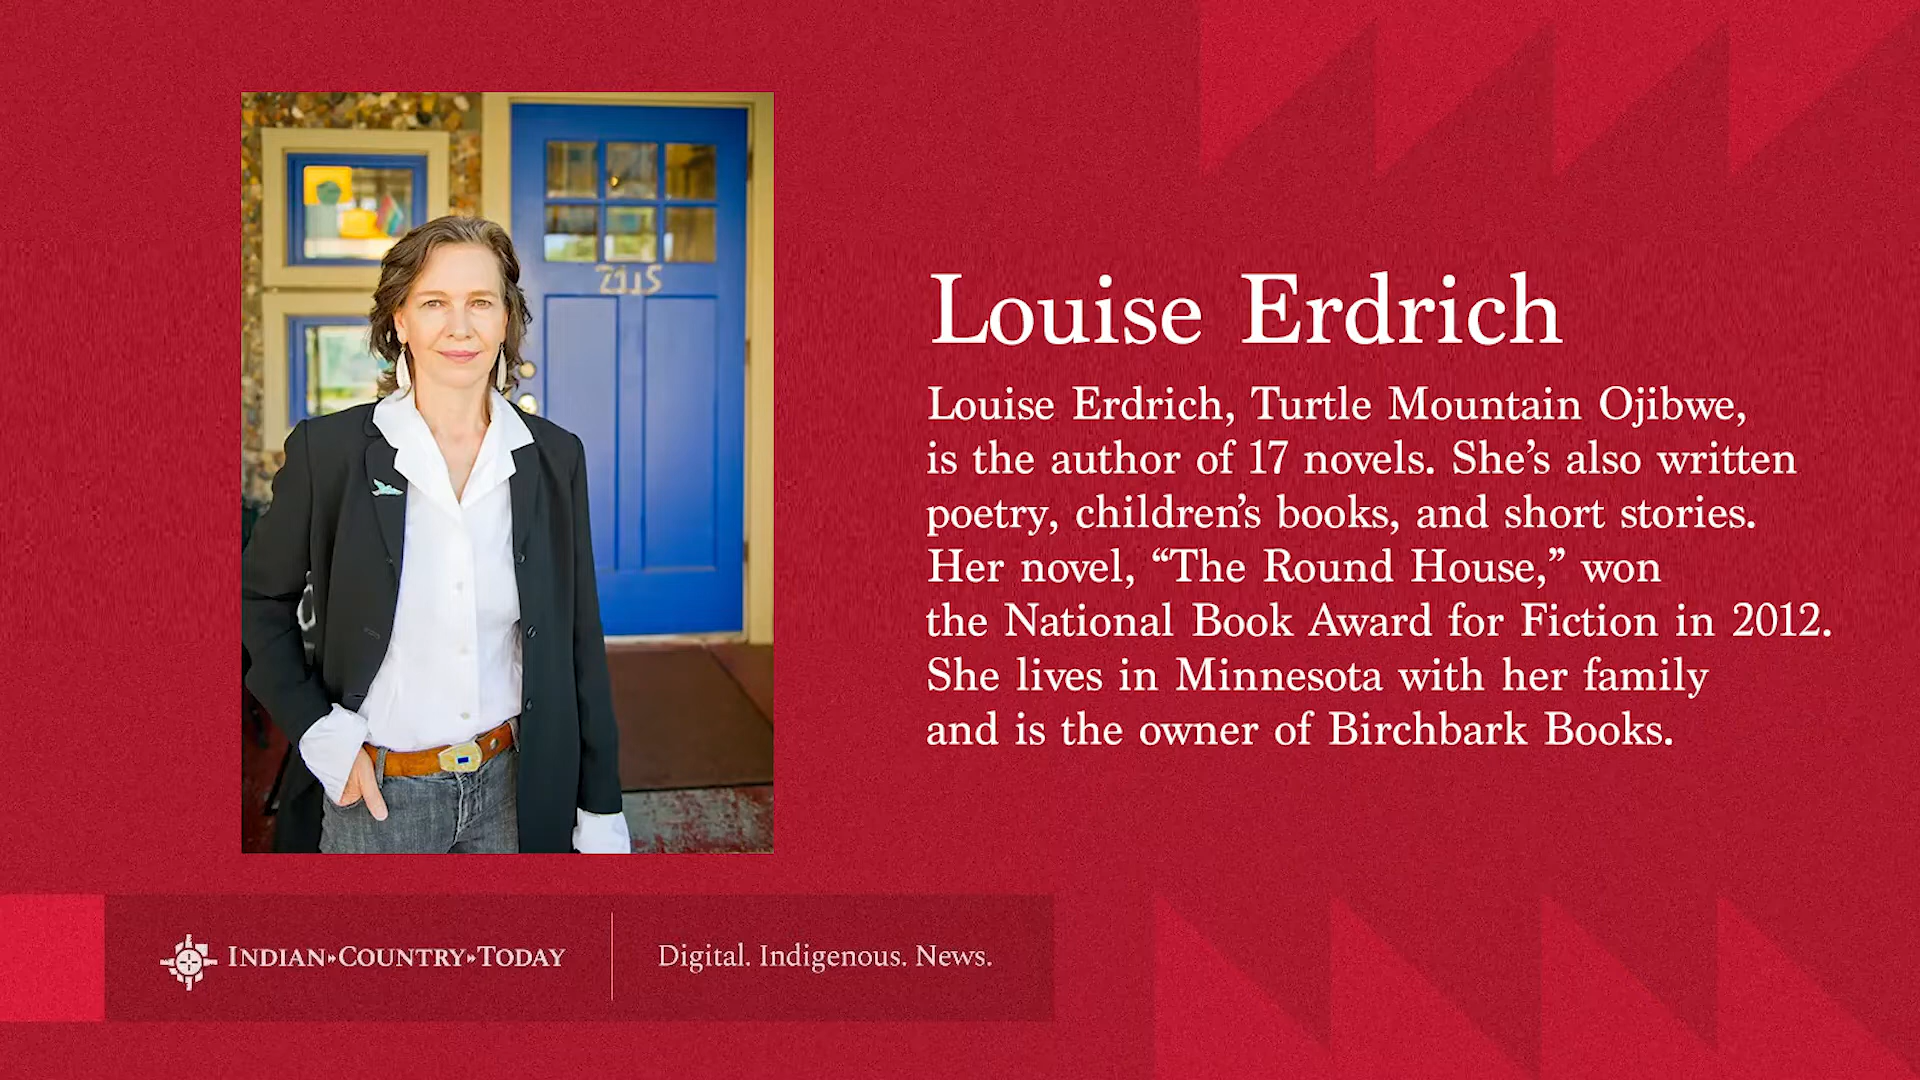 2115
Louise Erdrich
Louise Erdrich, Turtle Mountain Ojibwe,
is the author of 17 novels. She’s also written
poetry, children’s books, and short stories.
Her novel, “The Round House,” won
the National Book Award for Fiction in 2012.
She lives in Minnesota with her family
and is the owner of Birchbark Books.
INDIAN COUNTRY TODAY
Digital. Indigenous. News.